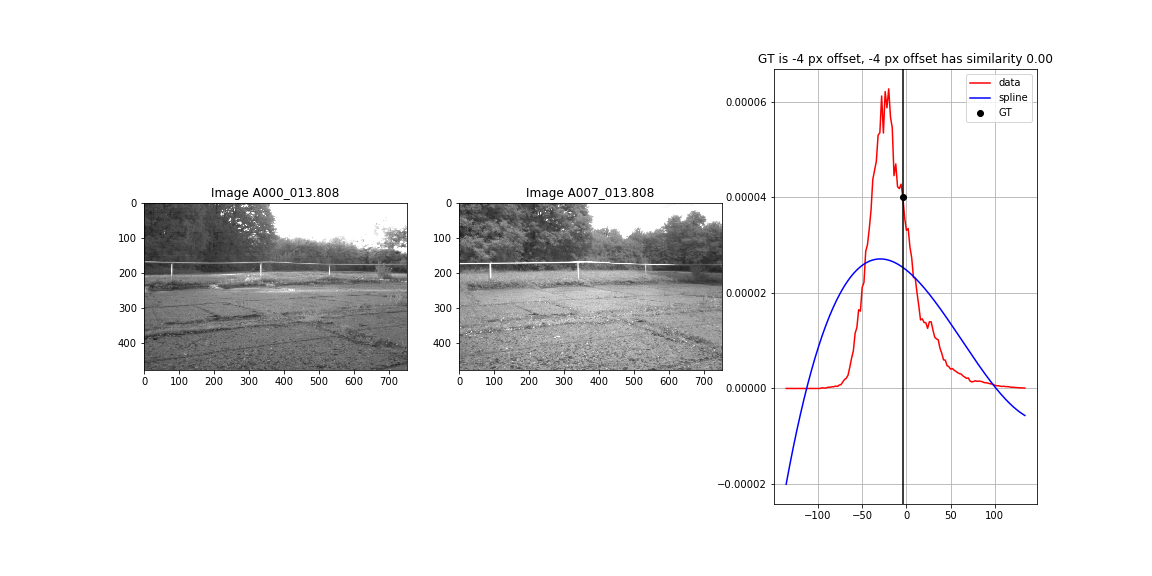 Image A000_013.808
0
100
200
300
400
0 100 200 300 400 500 600 700
Image A007_013.808
0
100
200
300
400
0 100 200 300 400 500 600 700
GT is -4 px offset, -4 px offset has similarity 0.00
data
spline
GT
0.00006
0.00004
0.00002
0.00000
−0.00002
−100 −50 0 50 100